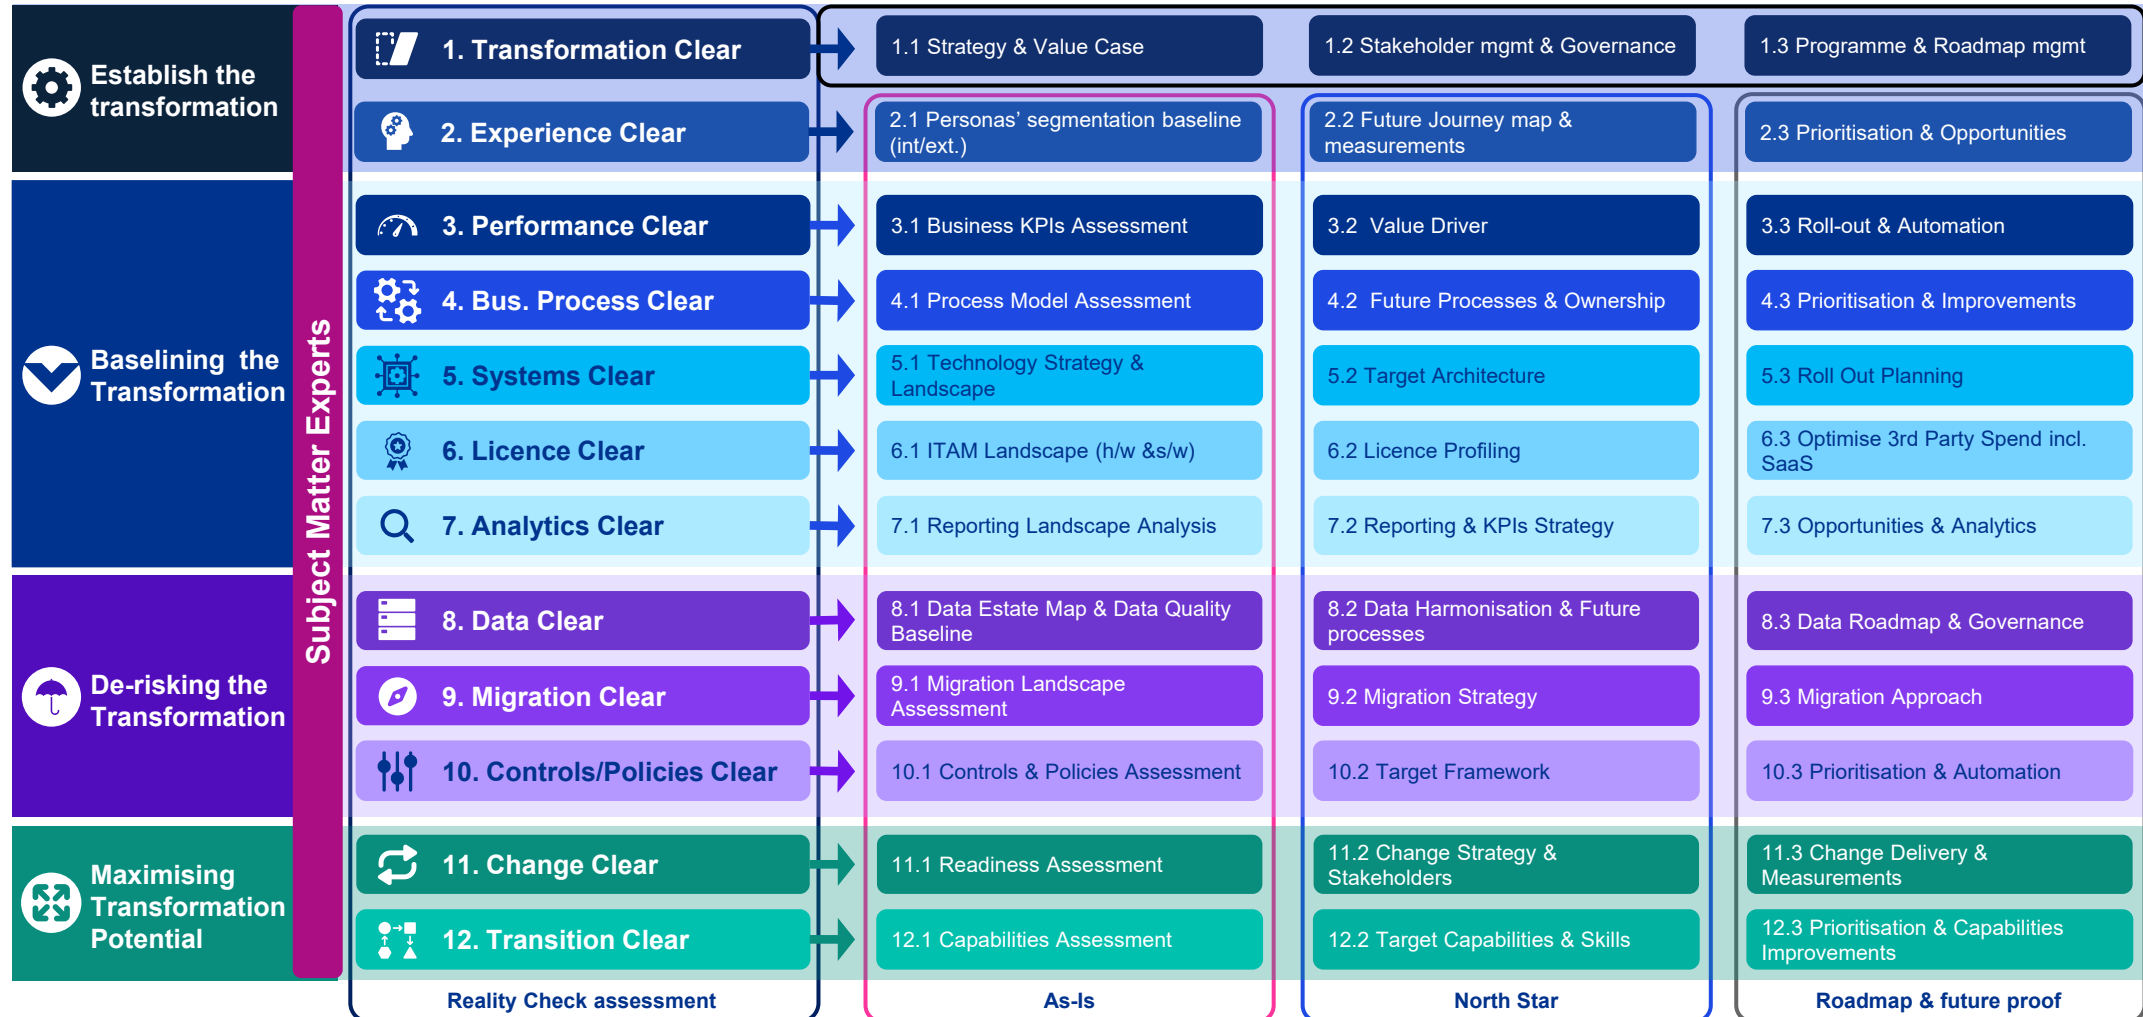 Establish the
transformation
Subject Matter Experts
1. Transformation Clear
1.1 Strategy & Value Case
1.2 Stakeholder mgmt & Governance
1.3 Programme & Roadmap mgmt
2. Experience Clear
2.1 Personas’ segmentation baseline
(int/ext.)
2.2 Future Journey map &
measurements
2.3 Prioritisation & Opportunities
Baselining  the
Transformation
3. Performance Clear
3.1 Business KPIs Assessment
3.2  Value Driver
3.3 Roll-out & Automation
4. Bus. Process Clear
4.1 Process Model Assessment
4.2  Future Processes & Ownership
4.3 Prioritisation & Improvements
5. Systems Clear
5.1 Technology Strategy &
Landscape
5.2 Target Architecture
5.3 Roll Out Planning
6. Licence Clear
6.1 ITAM Landscape (h/w &s/w)
6.2 Licence Profiling
6.3 Optimise 3rd Party Spend incl.
SaaS
7. Analytics Clear
7.1 Reporting Landscape Analysis
7.2 Reporting & KPIs Strategy
7.3 Opportunities & Analytics
De-risking the
Transformation
8. Data Clear
8.1 Data Estate Map & Data Quality
Baseline
8.2 Data Harmonisation & Future
processes
8.3 Data Roadmap & Governance
9. Migration Clear
9.1 Migration Landscape
Assessment
9.2 Migration Strategy
9.3 Migration Approach
10. Controls/Policies Clear
10.1 Controls & Policies Assessment
10.2 Target Framework
10.3 Prioritisation & Automation
Maximising
Transformation
Potential
11. Change Clear
11.1 Readiness Assessment
11.2 Change Strategy &
Stakeholders
11.3 Change Delivery &
Measurements
12. Transition Clear
12.1 Capabilities Assessment
12.2 Target Capabilities & Skills
12.3 Prioritisation & Capabilities
Improvements
Reality Check assessment
As-Is
North Star
Roadmap & future proof